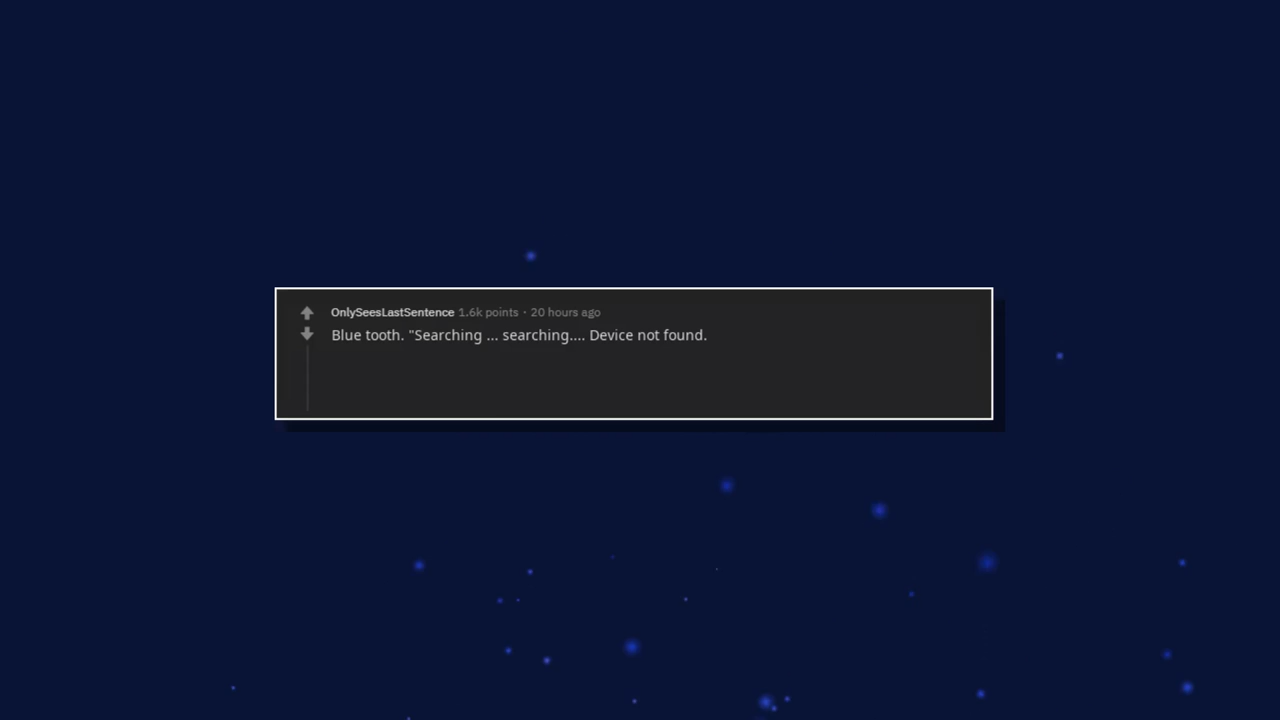 OnlySeesLastSentence 1.6k points · 20 hours ago
Blue tooth. "Searching ... searching.... Device not found.